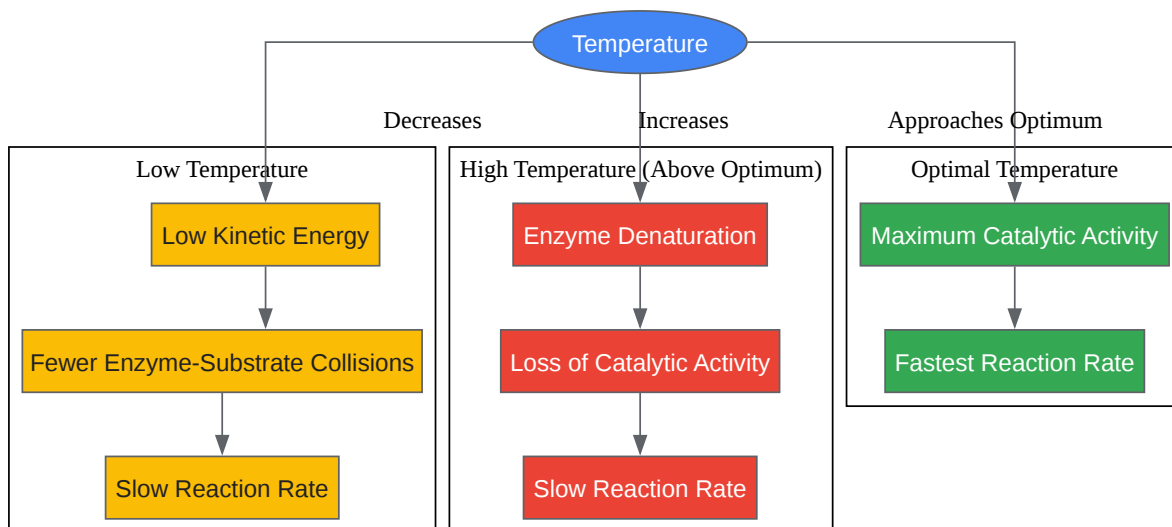 Temperature
Decreases
Increases
Approaches Optimum
Low Temperature
High Temperature (Above Optimum)
Optimal Temperature
Low Kinetic Energy
Enzyme Denaturation
Maximum Catalytic Activity
Fewer Enzyme-Substrate Collisions
Loss of Catalytic Activity
Fastest Reaction Rate
Slow Reaction Rate
Slow Reaction Rate